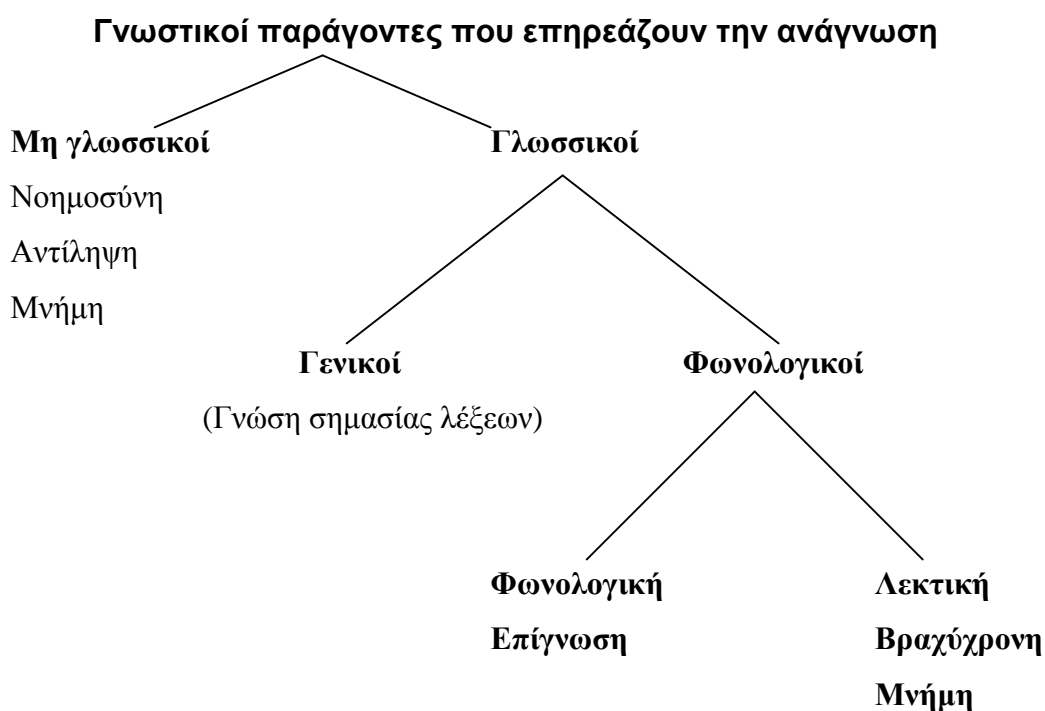 Γνωστικοί παράγοντες που επηρεάζουν την ανάγνωση
Μη γλωσσικοί
Νοημοσύνη
Αντίληψη
Μνήμη
Γλωσσικοί
Γενικοί
(Γνώση σημασίας λέξεων)
Φωνολογικοί
Φωνολογική
Επίγνωση
Λεκτική
Βραχύχρονη
Μνήμη